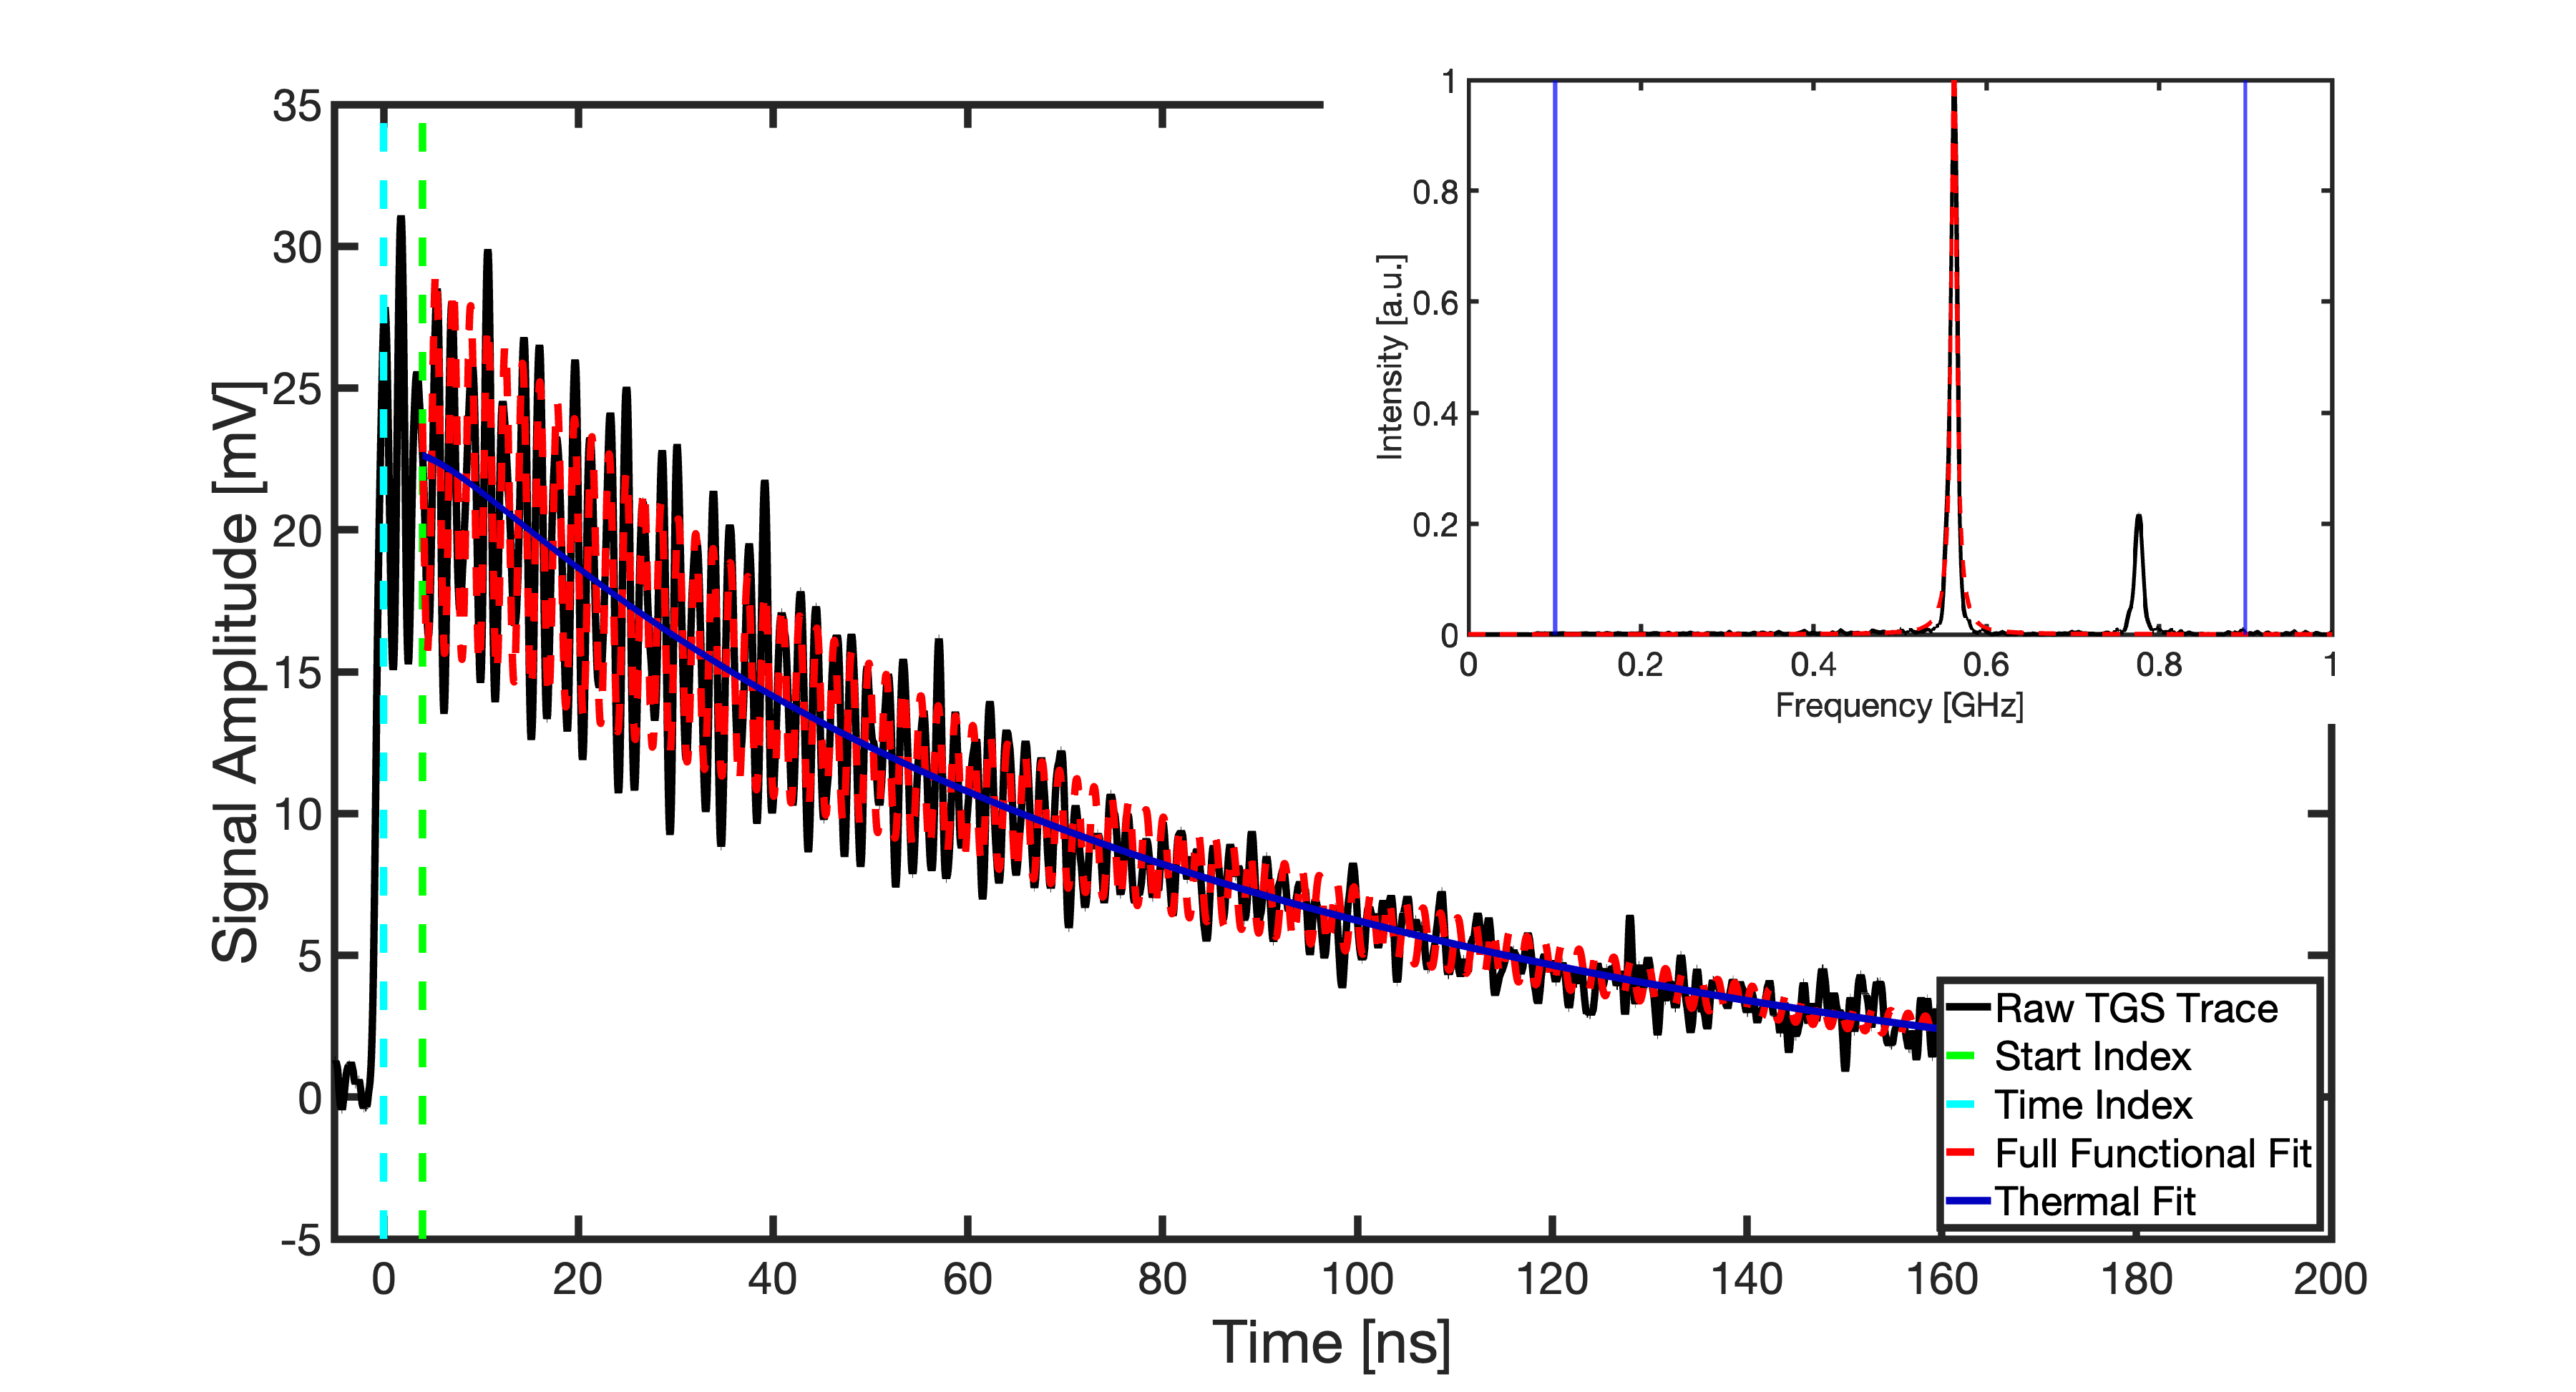 35
30
25
20
15
10
5
0
-5
Signal Amplitude [mV]
0 20 40 60 80 100 120 140 160 180 200
Time [ns]
1
0.8
0.6
0.4
0.2
0
Intensity [a.u.]
0 0.2 0.4 0.6 0.8 1
Frequency [GHz]
Raw TGS Trace
Start Index
Time Index
Full Functional Fit
Thermal Fit